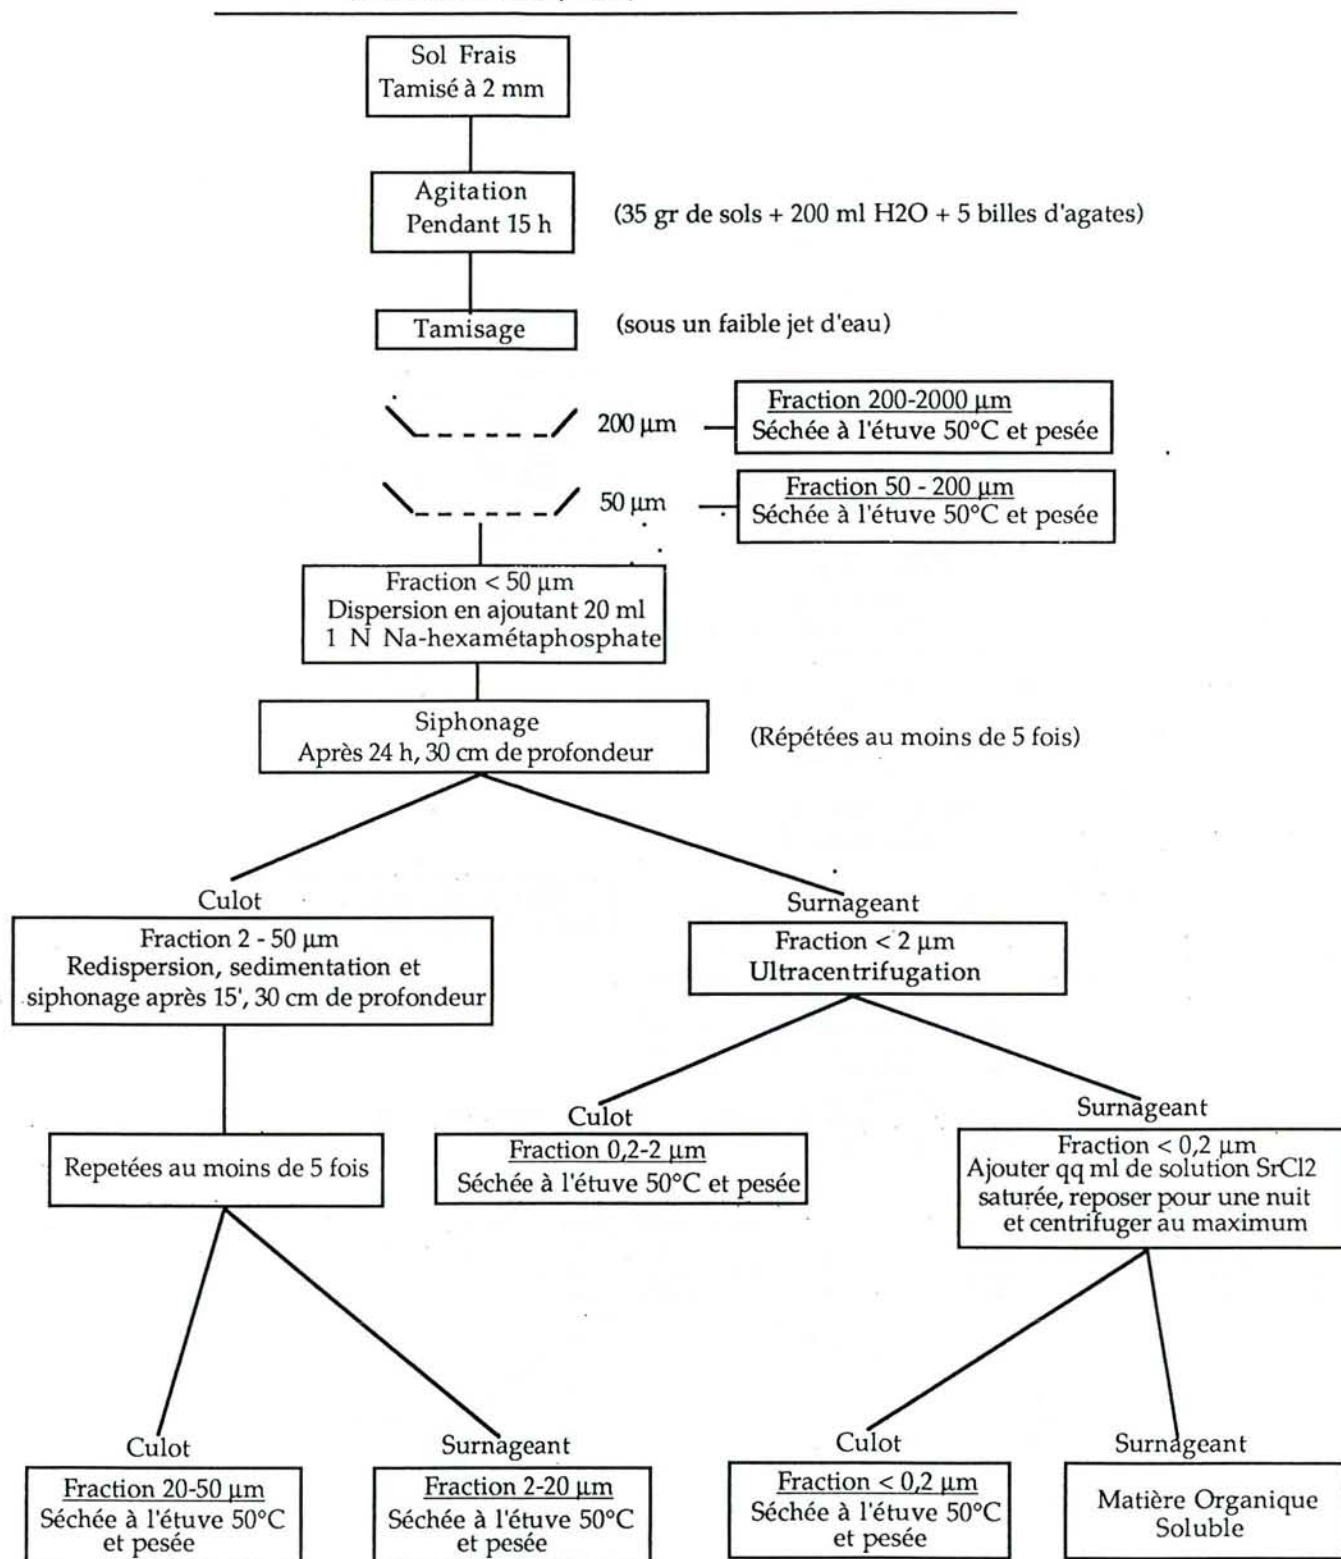 Sol Frais
Tamisé à 2 mm
Agitation
Pendant 15 h
(35 gr de sols + 200 ml H2O + 5 billes d'agates)
Tamisage
(sous un faible jet d'eau)
200 µm
Fraction 200-2000 µm
Séchée à l'étuve 50°C et pesée
50 µm
Fraction 50 - 200 µm
Séchée à l'étuve 50°C et pesée
Fraction < 50 µm
Dispersion en ajoutant 20 ml
1 N Na-hexamétaphosphate
Siphonage
Après 24 h, 30 cm de profondeur
(Répétées au moins de 5 fois)
Culot
Fraction 2 - 50 µm
Redispersion, sedimentation et
siphonage après 15', 30 cm de profondeur
Surnageant
Fraction < 2 µm
Ultracentrifugation
Repetées au moins de 5 fois
Culot
Fraction 0,2-2 µm
Séchée à l'étuve 50°C et pesée
Surnageant
Fraction < 0,2 µm
Ajouter qq ml de solution SrCl2
saturée, reposer pour une nuit
et centrifuger au maximum
Culot
Fraction 20-50 µm
Séchée à l'étuve 50°C
et pesée
Surnageant
Fraction 2-20 µm
Séchée à l'étuve 50°C
et pesée
Culot
Fraction < 0,2 µm
Séchée à l'étuve 50°C
et pesée
Surnageant
Matière Organique
Soluble